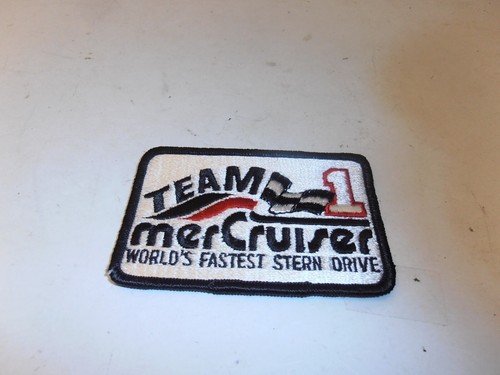 TEAM 1
merCruiser
WORLD'S FASTEST STERN DRIVE